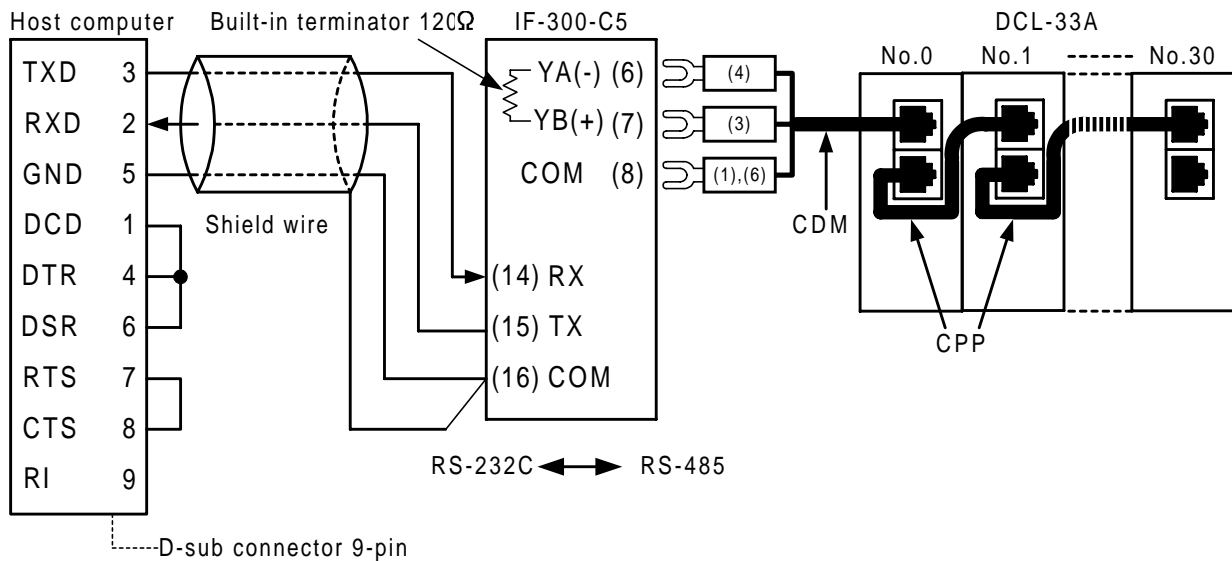 Host computer
Built-in terminator 120Ω
IF-300-C5
DCL-33A
No.0
No.1
No.30
TXD 3
RXD 2
GND 5
DCD 1
DTR 4
DSR 6
RTS 7
CTS 8
RI 9
Shield wire
YA(-) (6)
YB(+) (7)
COM (8)
(14) RX
(15) TX
(16) COM
(4)
(3)
(1),(6)
CDM
CPP
RS-232C
RS-485
D-sub connector 9-pin